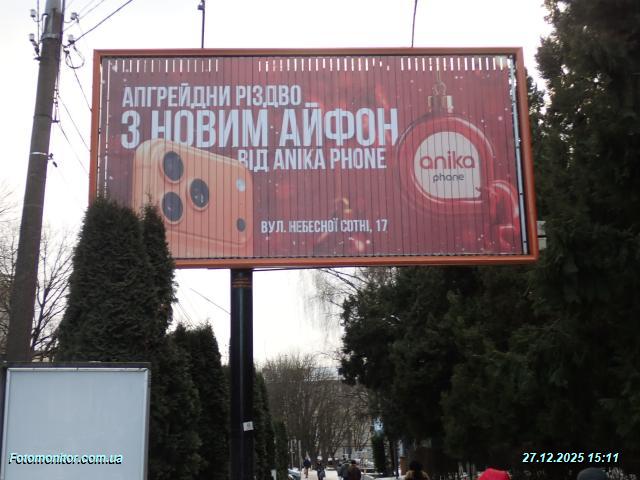 АПГРЕЙДНИ РІЗДВО
З НОВИМ АЙФОН
ВІД ANIKA PHONE
anika
phone
ВУЛ. НЕБЕСНОЇ СОТНІ, 17
Fotomonitor.com.ua
27.12.2025 15:11